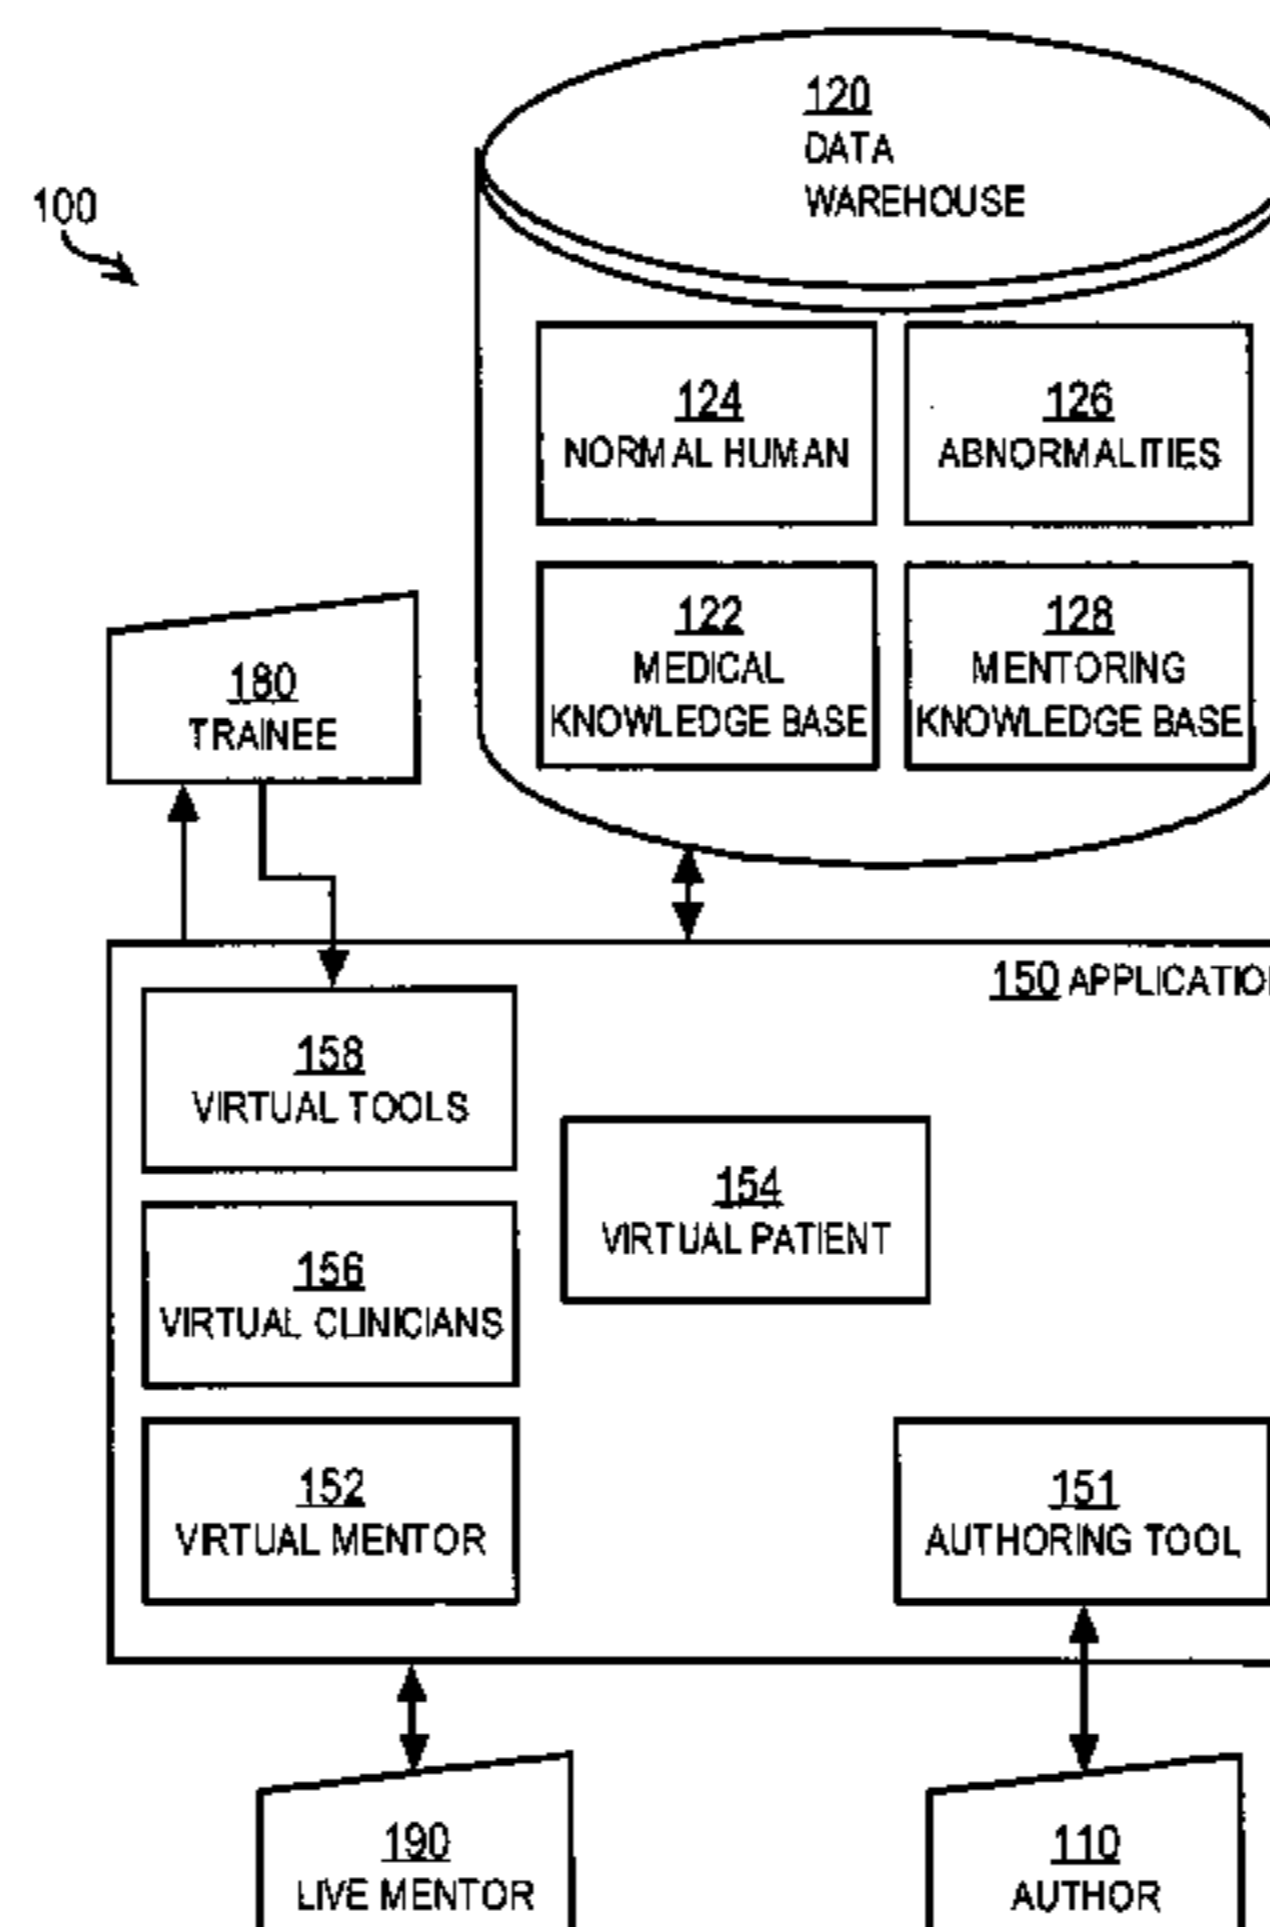 120
DATA
WAREHOUSE
100
124
NORMAL HUMAN
126
ABNORMALITIES
122
MEDICAL
KNOWLEDGE BASE
128
MENTORING
KNOWLEDGE BASE
180
TRAINEE
150 APPLICATION
158
VIRTUAL TOOLS
154
VIRTUAL PATIENT
156
VIRTUAL CLINICIANS
152
VIRTUAL MENTOR
151
AUTHORING TOOL
190
LIVE MENTOR
110
AUTHOR